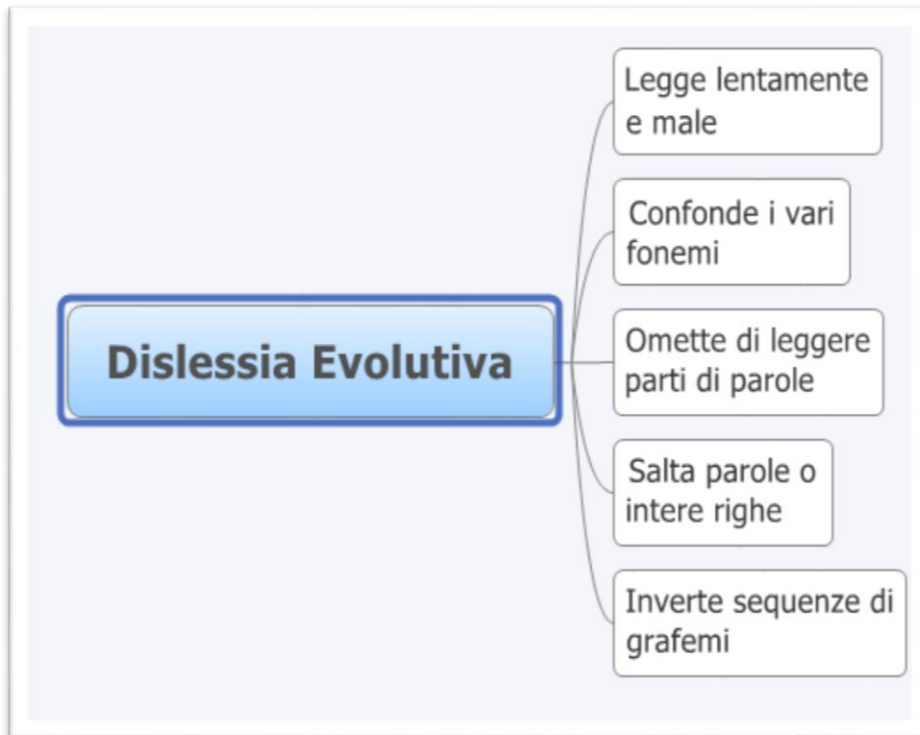 Legge lentamente
e male
Confonde i vari
fonemi
Dislessia Evolutiva
Omette di leggere
parti di parole
Salta parole o
intere righe
Inverte sequenze di
grafemi